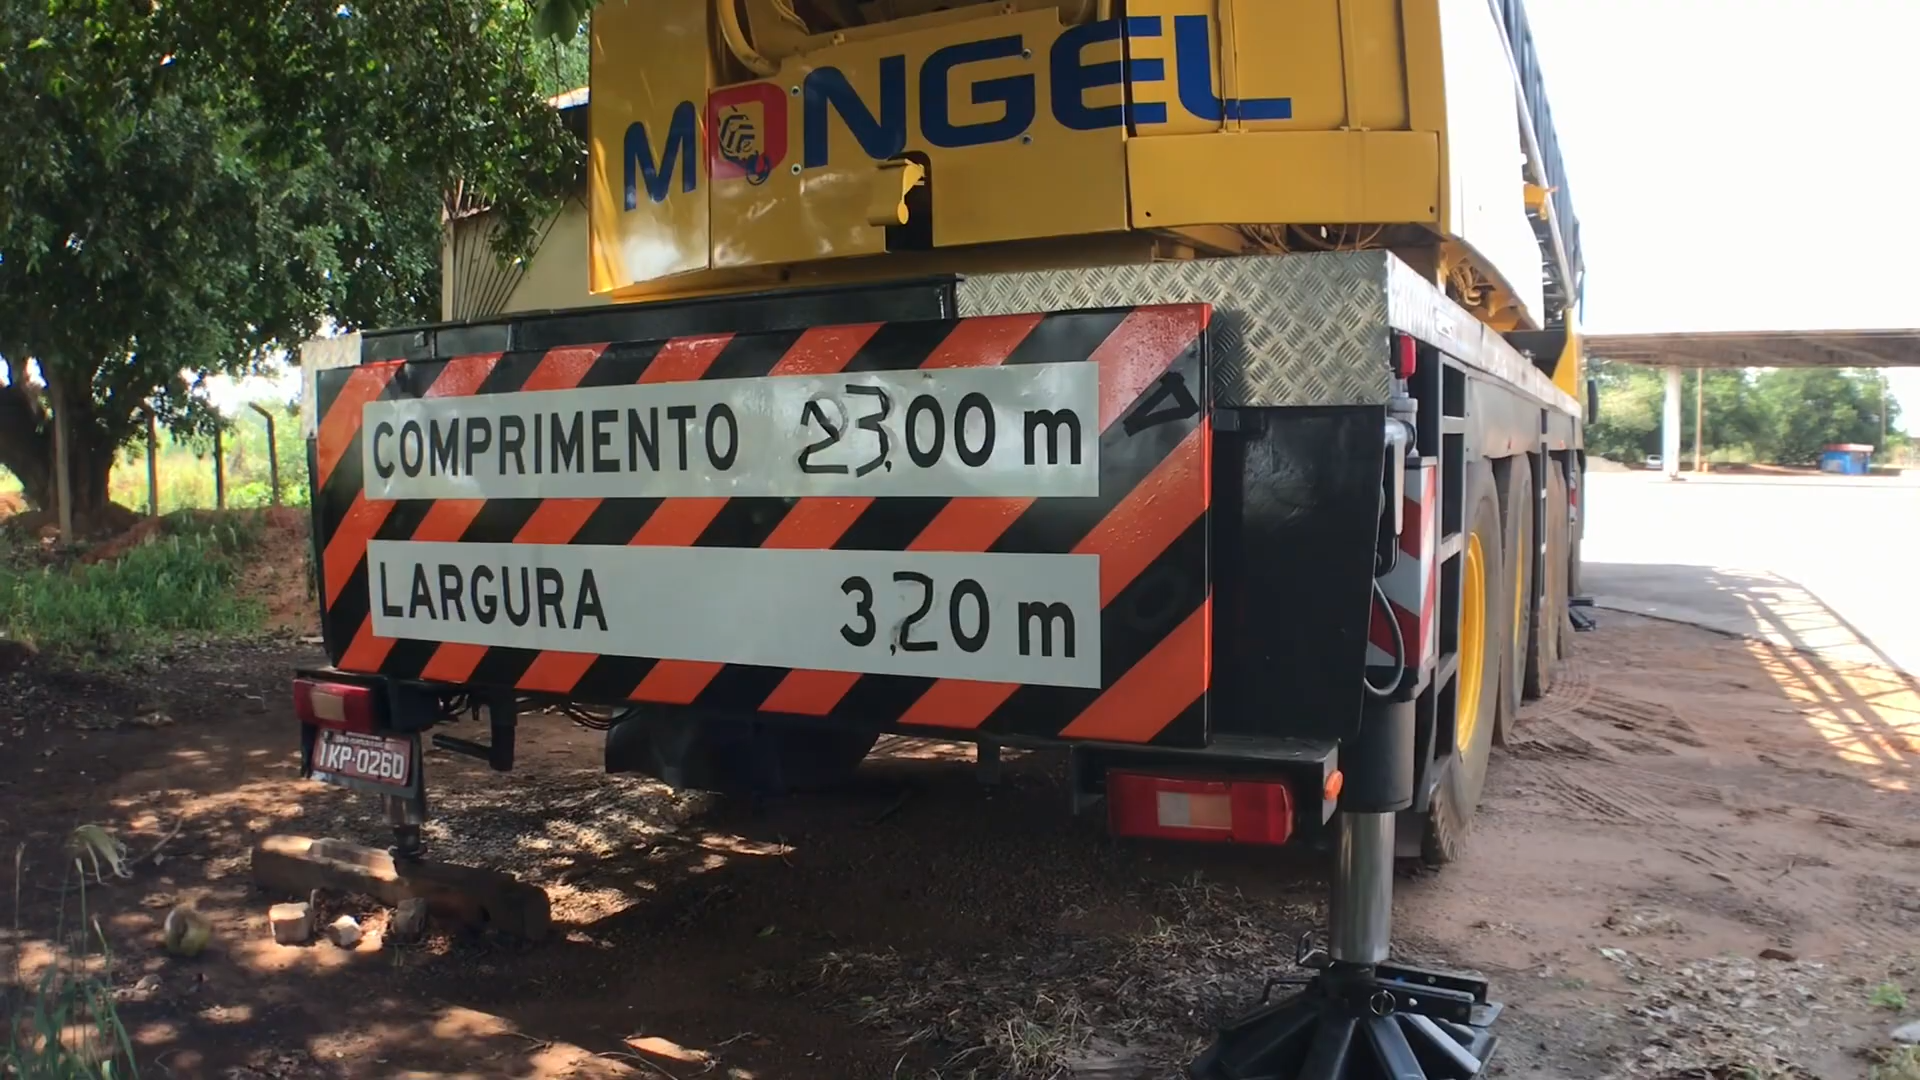 MONGEL
COMPRIMENTO 23,00 m
LARGURA 3,20 m
IKP-0260